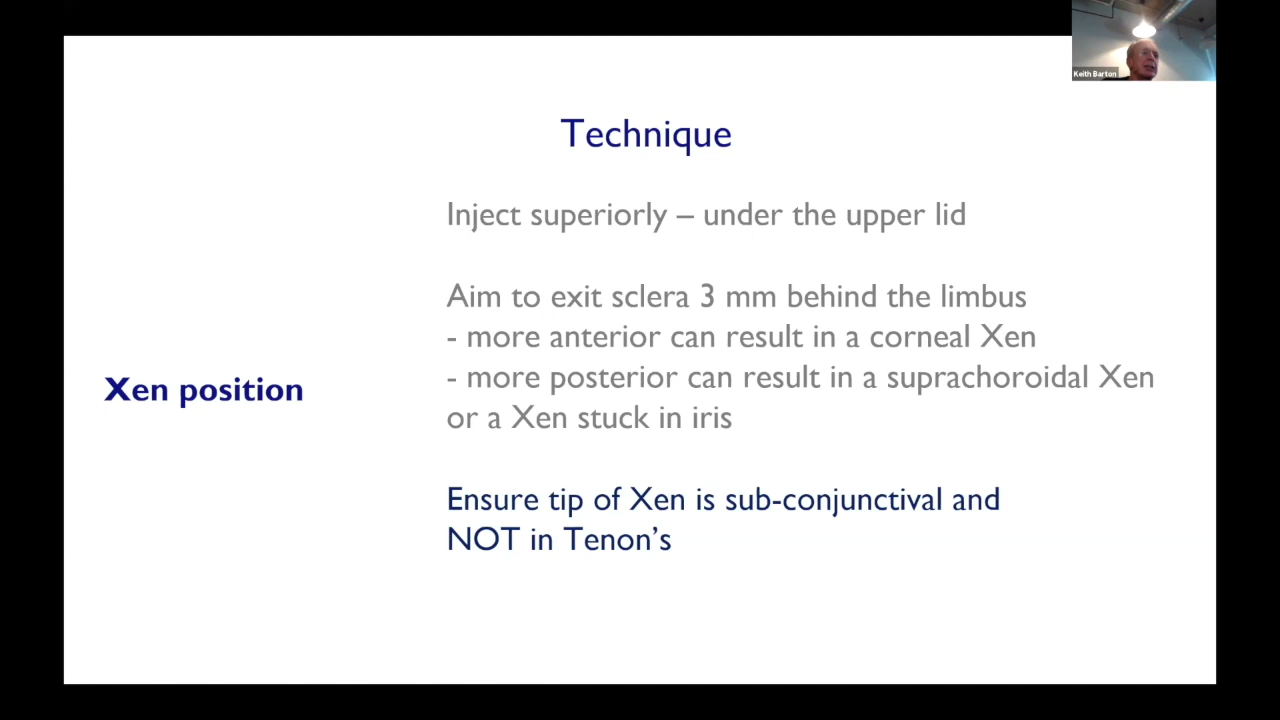 Keith Barton
Technique
Inject superiorly – under the upper lid
Aim to exit sclera 3 mm behind the limbus
- more anterior can result in a corneal Xen
- more posterior can result in a suprachoroidal Xen
or a Xen stuck in iris
Xen position
Ensure tip of Xen is sub-conjunctival and
NOT in Tenon’s